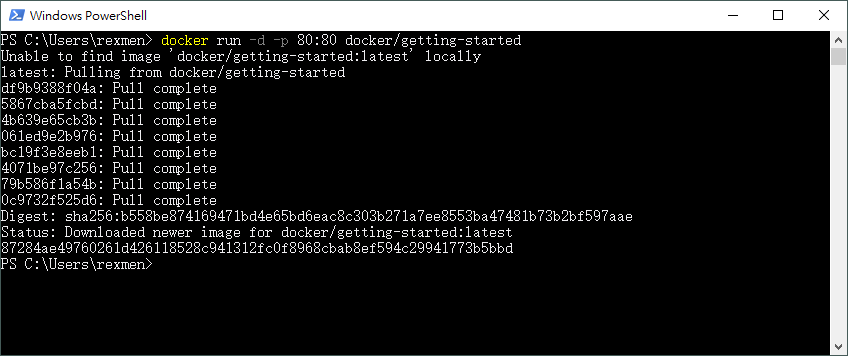 Windows PowerShell
PS C:\Users\rexmen> docker run -d -p 80:80 docker/getting-started
Unable to find image 'docker/getting-started:latest' locally
latest: Pulling from docker/getting-started
df9b9388f04a: Pull complete
5867cba5fcbd: Pull complete
4b639e65cb3b: Pull complete
061ed9e2b976: Pull complete
bc19f3e8eeb1: Pull complete
4071be97c256: Pull complete
79b586f1a54b: Pull complete
0c9732f525d6: Pull complete
Digest: sha256:b558be874169471bd4e65bd6eac8c303b271a7ee8553ba47481b73b2bf597aae
Status: Downloaded newer image for docker/getting-started:latest
87284ae49760261d426118528c941312fc0f8968cbab8ef594c29941773b5bbd
PS C:\Users\rexmen>